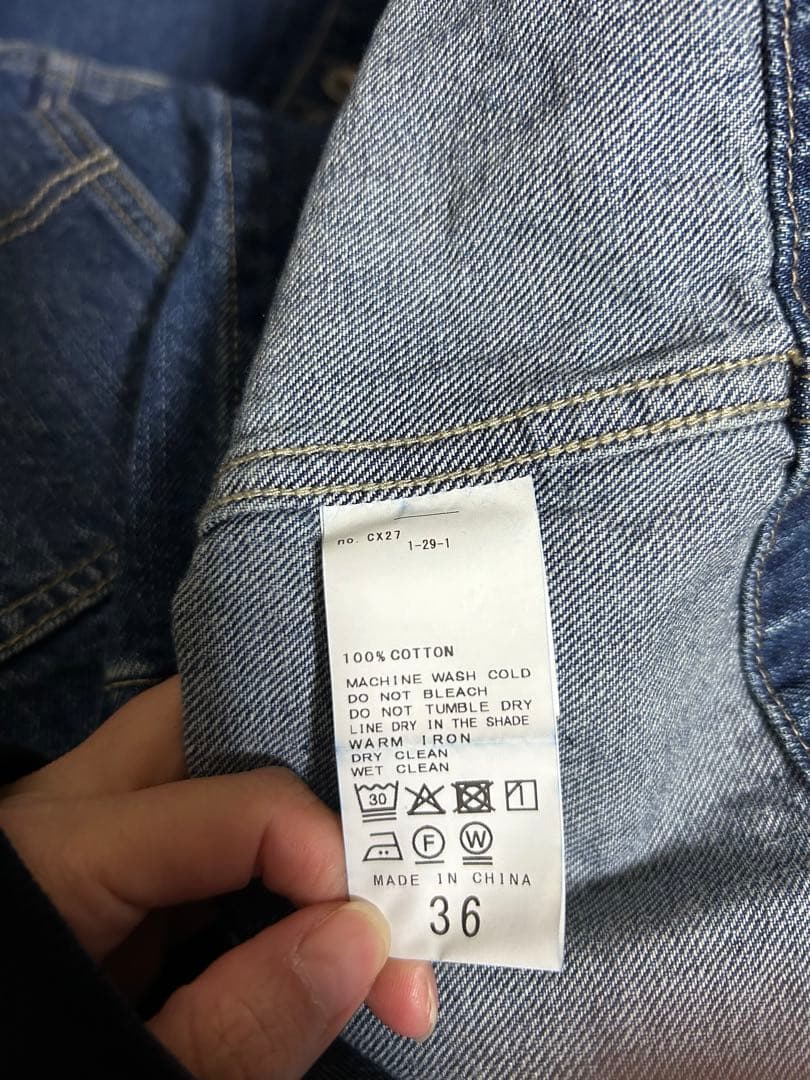 no. CX27
1-29-1
100% COTTON
MACHINE WASH COLD
DO NOT BLEACH
DO NOT TUMBLE DRY
LINE DRY IN THE SHADE
WARM IRON
DRY CLEAN
WET CLEAN
30
F W
MADE IN CHINA
36